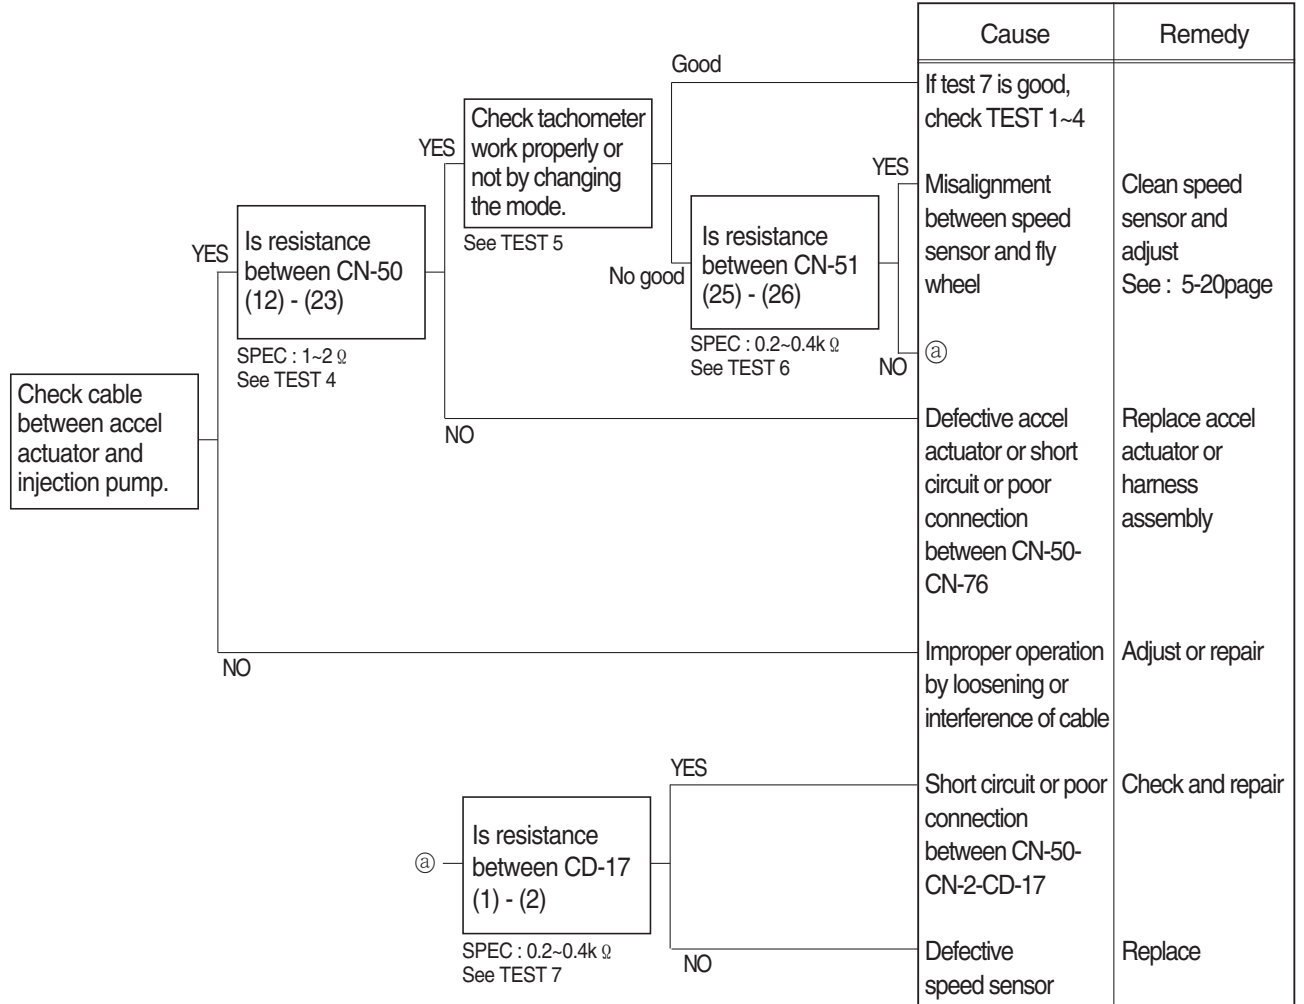 Cause
Remedy
Good
If test 7 is good,
check TEST 1~4
Check tachometer
work properly or
not by changing
the mode.
See TEST 5
YES
YES
Misalignment
between speed
sensor and fly
wheel
Clean speed
sensor and
adjust
See : 5-20page
Is resistance
between CN-51
(25) - (26)
No good
SPEC : 0.2~0.4k Ω
See TEST 6
NO
ⓐ
YES
Is resistance
between CN-50
(12) - (23)
SPEC : 1~2 Ω
See TEST 4
Check cable
between accel
actuator and
injection pump.
NO
Defective accel
actuator or short
circuit or poor
connection
between CN-50-
CN-76
Replace accel
actuator or
harness
assembly
NO
Improper operation
by loosening or
interference of cable
Adjust or repair
YES
Short circuit or poor
connection
between CN-50-
CN-2-CD-17
Check and repair
ⓐ
Is resistance
between CD-17
(1) - (2)
SPEC : 0.2~0.4k Ω
See TEST 7
NO
Defective
speed sensor
Replace